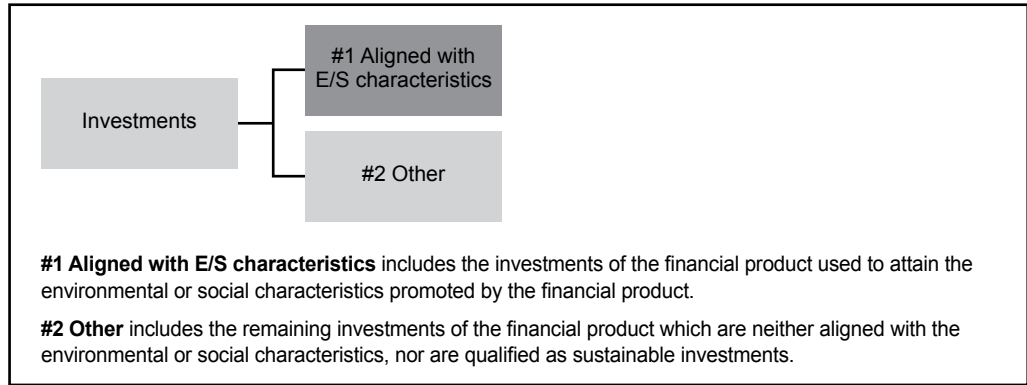 #1 Aligned with
E/S characteristics
Investments
#2 Other
#1 Aligned with E/S characteristics includes the investments of the financial product used to attain the
environmental or social characteristics promoted by the financial product.
#2 Other includes the remaining investments of the financial product which are neither aligned with the
environmental or social characteristics, nor are qualified as sustainable investments.